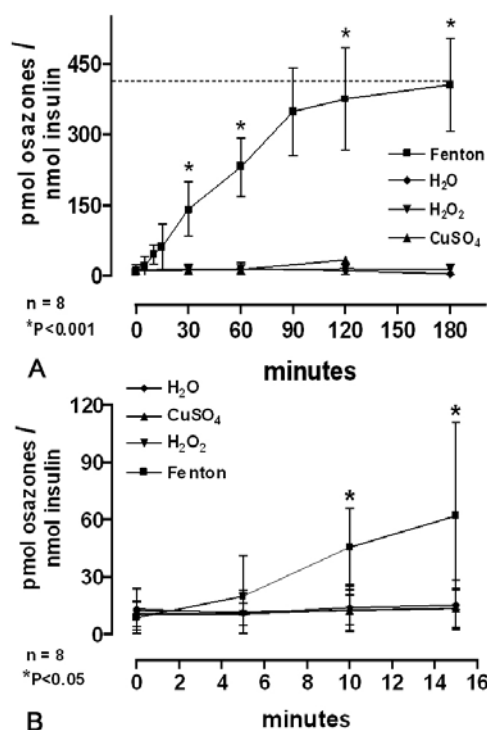 A
pmol osazones /
nmol insulin
450
300
150
0
* * * *
Fenton
H₂O
H₂O₂
CuSO₄
n = 8
*P<0.001
0 30 60 90 120 150 180
minutes
H₂O
CuSO₄
H₂O₂
Fenton
pmol osazones /
nmol insulin
120
90
60
30
0
* *
n = 8
*P<0.05
0 2 4 6 8 10 12 14 16
B
minutes